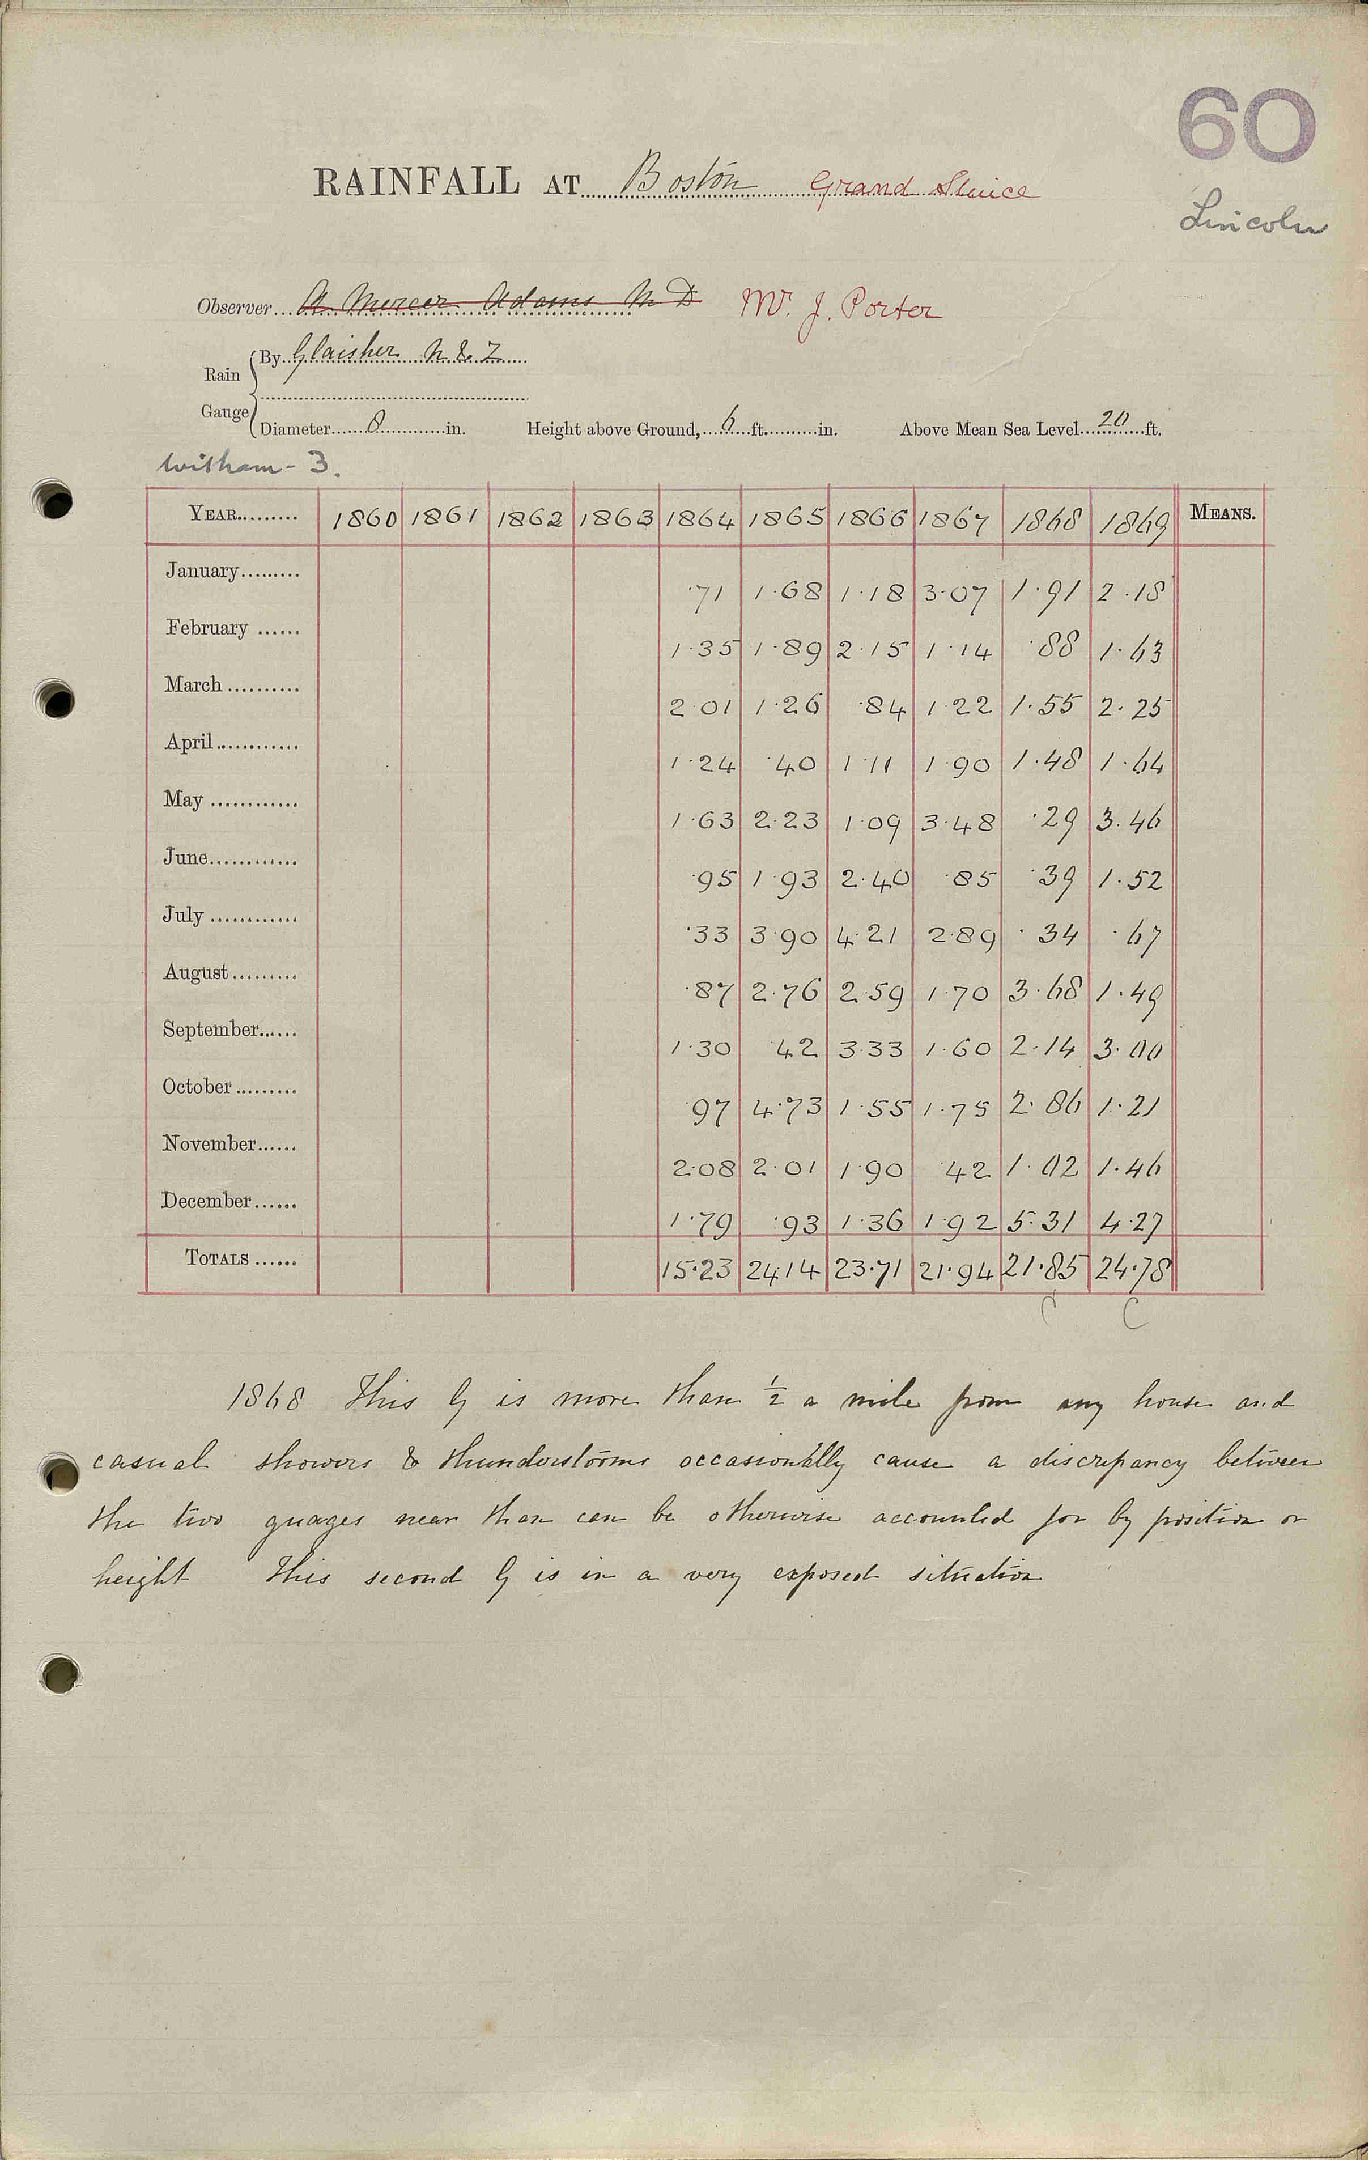 60
RAINFALL AT Boston Grand Sluice
Lincoln
Observer A Mercer Adams M D Mr. J. Porter
Rain Gauge By Glaisher N & Z
Diameter 8 in. Height above Ground, 6 ft. in. Above Mean Sea Level 20 ft.
Witham - 3.
YEAR 1860 1861 1862 1863 1864 1865 1866 1867 1868 1869 MEANS.
January ·71 1·68 1·18 3·07 1·91 2·18
February 1·35 1·89 2·15 1·14 ·88 1·63
March 2·01 1·26 ·84 1·22 1·55 2·25
April 1·24 ·40 1·11 1·90 1·48 1·64
May 1·63 2·23 1·09 3·48 ·29 3·46
June ·95 1·93 2·40 ·85 ·39 1·52
July ·33 3·90 4·21 2·89 ·34 ·67
August ·87 2·76 2·59 1·70 3·68 1·49
September 1·30 ·42 3·33 1·60 2·14 3·00
October ·97 4·73 1·55 1·75 2·86 1·21
November 2·08 2·01 1·90 ·42 1·02 1·46
December 1·79 ·93 1·36 1·92 5·31 4·27
TOTALS 15·23 24·14 23·71 21·94 21·85 24·78
C C
1868 This G is more than ½ a mile from any house and
casual showers & thunderstorms occasionally cause a discrepancy between
the two guages near than can be otherwise accounted for by position or
height This second G is in a very exposed situation